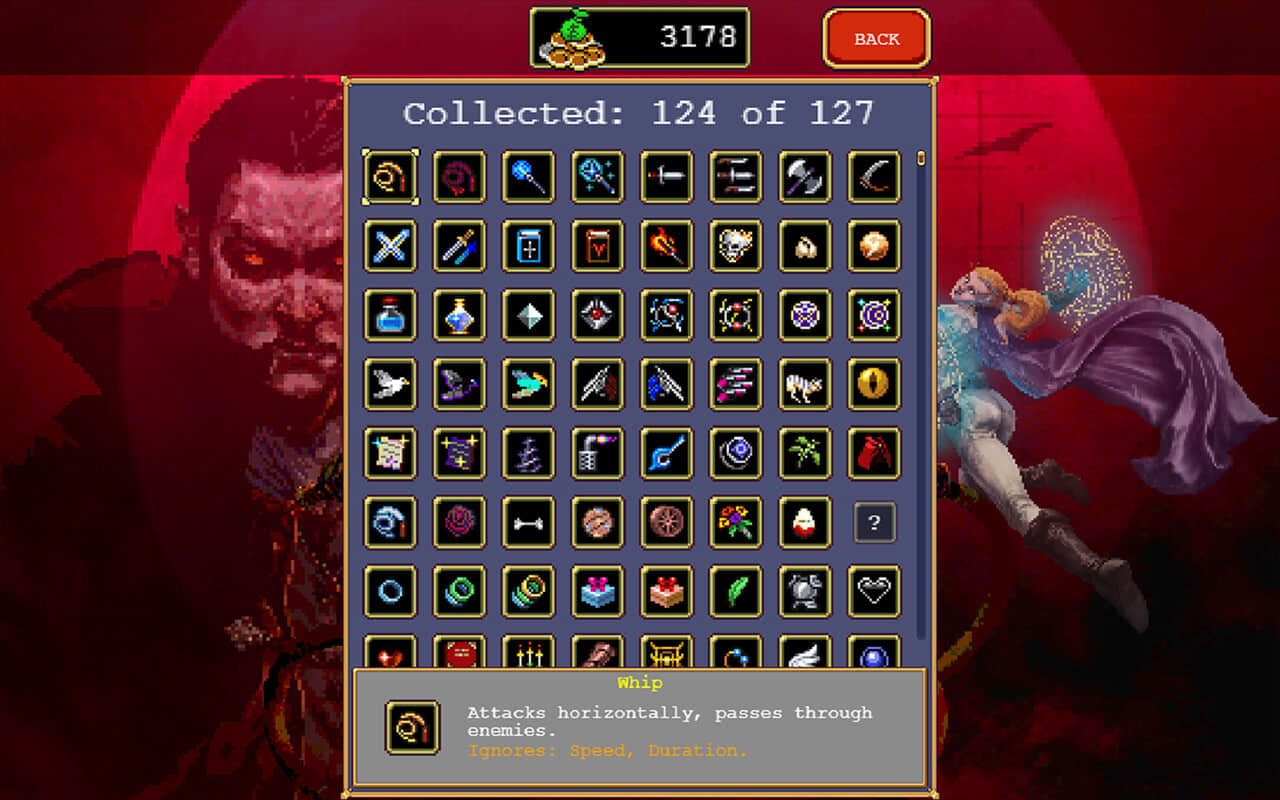 3178
BACK
Collected: 124 of 127
?
Whip
Attacks horizontally, passes through
enemies.
Ignores: Speed, Duration.